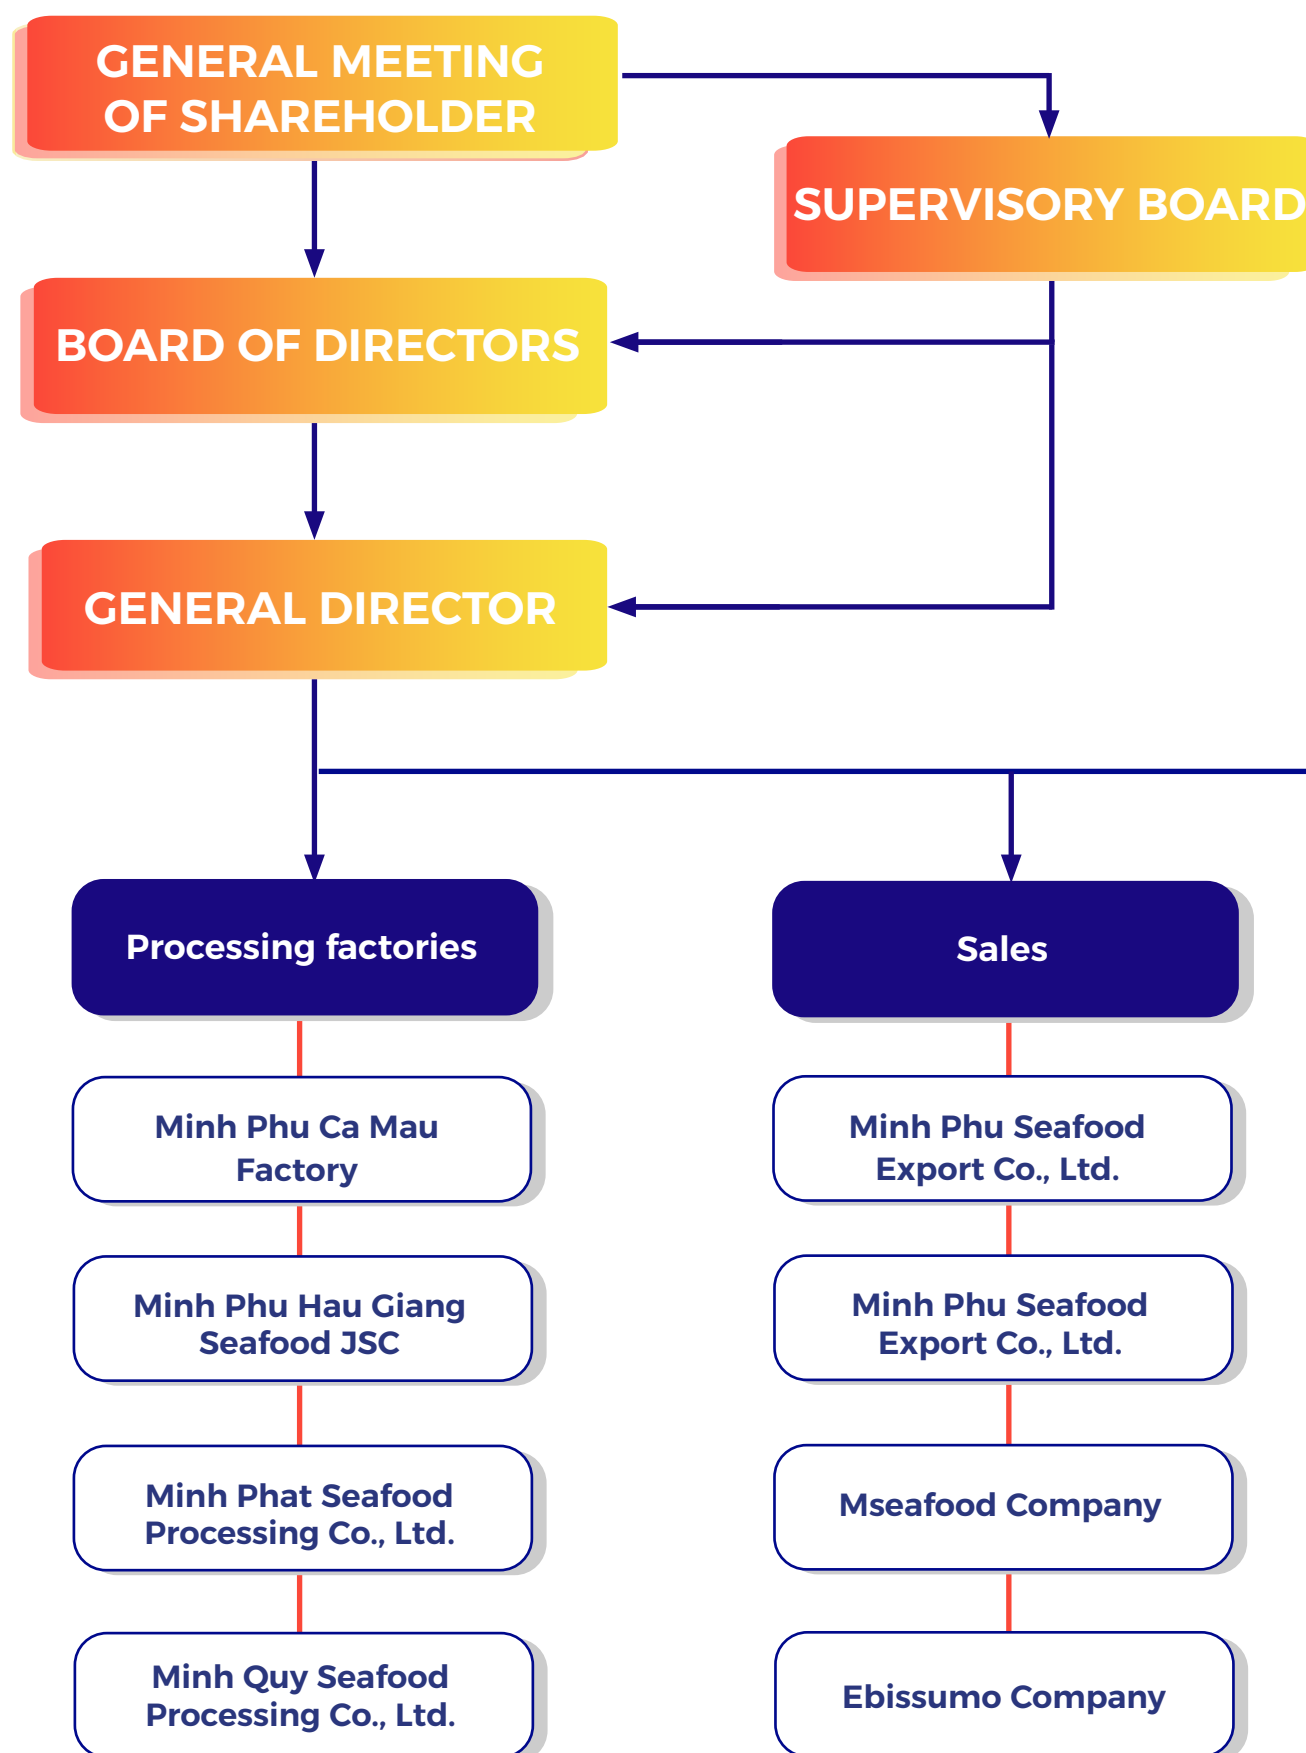 GENERAL MEETING
OF SHAREHOLDER
SUPERVISORY BOARD
BOARD OF DIRECTORS
GENERAL DIRECTOR
Processing factories
Minh Phu Ca Mau
Factory
Minh Phu Hau Giang
Seafood JSC
Minh Phat Seafood
Processing Co., Ltd.
Minh Quy Seafood
Processing Co., Ltd.
Sales
Minh Phu Seafood
Export Co., Ltd.
Minh Phu Seafood
Export Co., Ltd.
Mseafood Company
Ebissumo Company